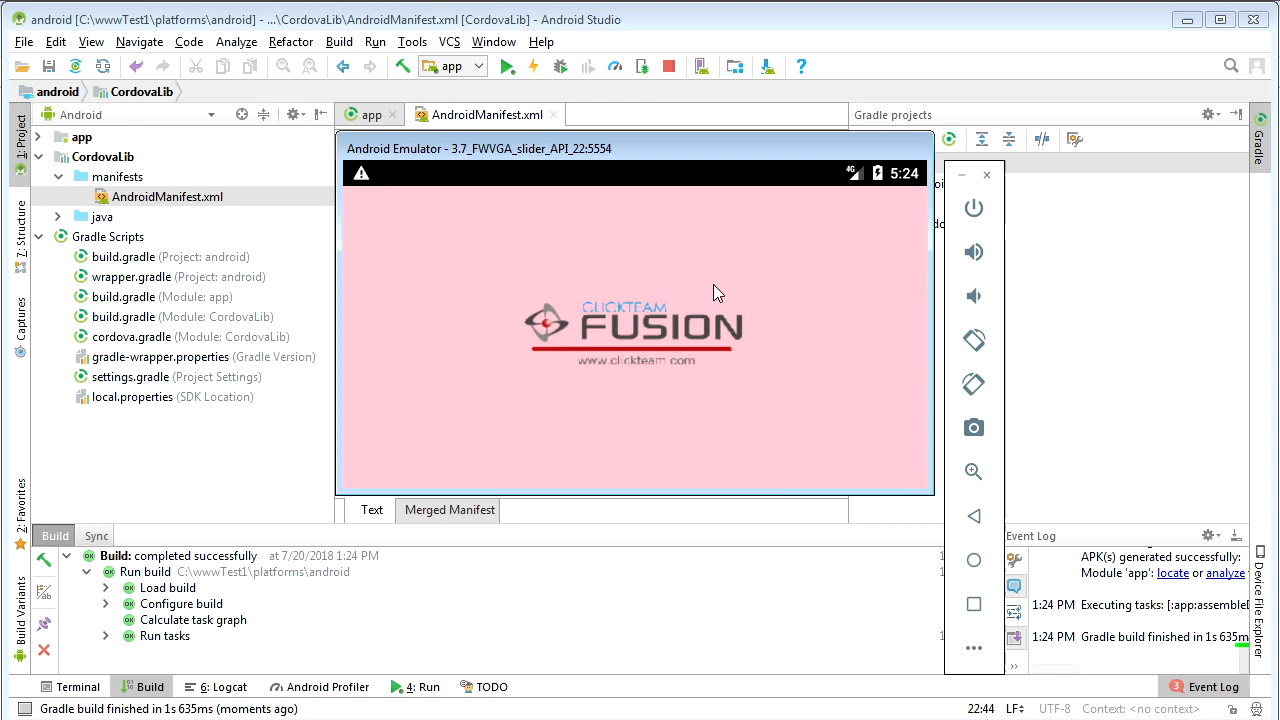 android [C:\wwwTest1\platforms\android] - ...\CordovaLib\AndroidManifest.xml [CordovaLib] - Android Studio
File Edit View Navigate Code Analyze Refactor Build Run Tools VCS Window Help
app
android CordovaLib
1: Project
Android
app AndroidManifest.xml
Gradle projects
Gradle
app
CordovaLib
manifests
AndroidManifest.xml
java
Gradle Scripts
build.gradle (Project: android)
wrapper.gradle (Project: android)
build.gradle (Module: app)
build.gradle (Module: CordovaLib)
cordova.gradle (Module: CordovaLib)
gradle-wrapper.properties (Gradle Version)
settings.gradle (Project Settings)
local.properties (SDK Location)
7: Structure
Captures
2: Favorites
Build Variants
Android Emulator - 3.7_FWVGA_slider_API_22:5554
4G 5:24
CLICKTEAM
FUSION
www.clickteam.com
Text Merged Manifest
Build Sync
Build: completed successfully at 7/20/2018 1:24 PM
Run build C:\wwwTest1\platforms\android
Load build
Configure build
Calculate task graph
Run tasks
Event Log
APK(s) generated successfully:
Module 'app': locate or analyze
1:24 PM Executing tasks: [:app:assembleD
1:24 PM Gradle build finished in 1s 635m
Device File Explorer
Terminal Build 6: Logcat Android Profiler 4: Run TODO 3 Event Log
Gradle build finished in 1s 635ms (moments ago) 22:44 LF UTF-8 Context: <no context>